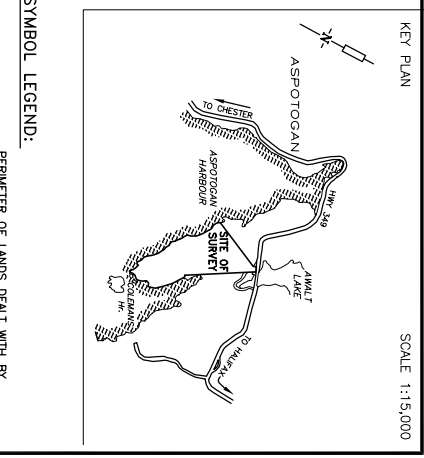 KEY PLAN
SCALE 1:15,000
N
ASPOTOGAN
TO CHESTER
HWY 349
ASPOTOGAN
HARBOUR
SITE OF
SURVEY
AWALT
LAKE
COLEMANS
Hr.
TO HALIFAX
SYMBOL LEGEND:
PERIMETER OF LANDS DEALT WITH BY